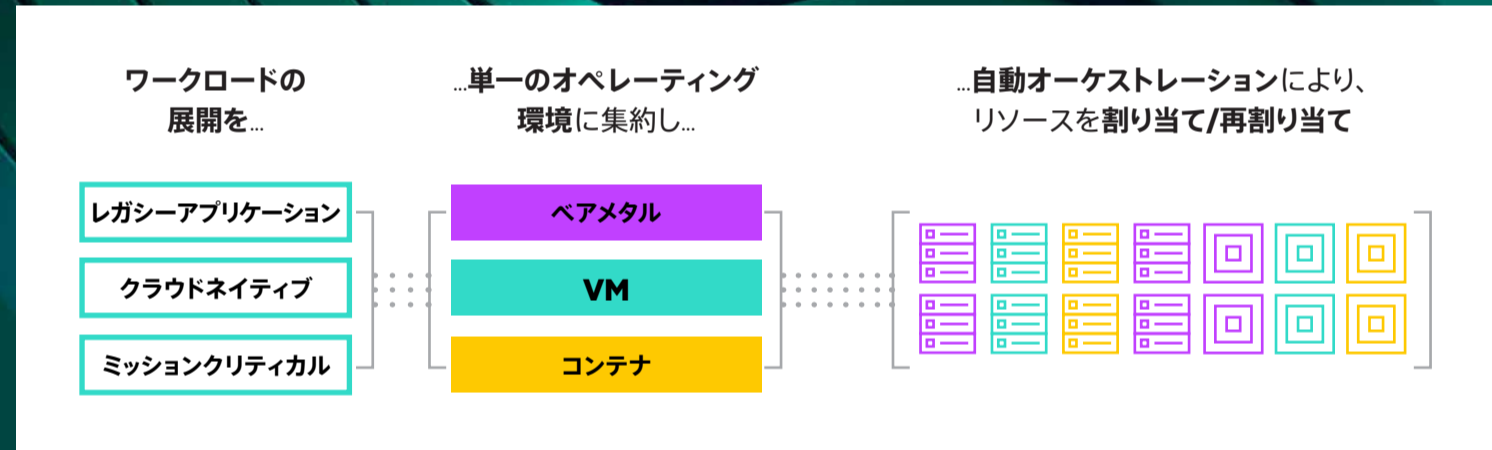 ワークロードの
展開を...
...単一のオペレーティング
環境に集約し...
...自動オーケストレーションにより、
リソースを割り当て/再割り当て
レガシーアプリケーション
クラウドネイティブ
ミッションクリティカル
ベアメタル
VM
コンテナ